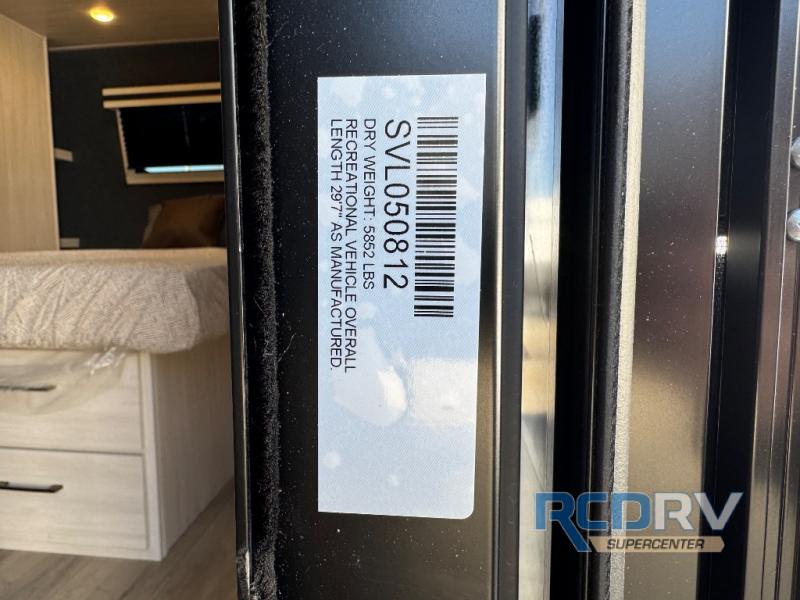 SVL050812
DRY WEIGHT: 5852 LBS
RECREATIONAL VEHICLE OVERALL
LENGTH 29'7" AS MANUFACTURED.
RCDRV
SUPERCENTER